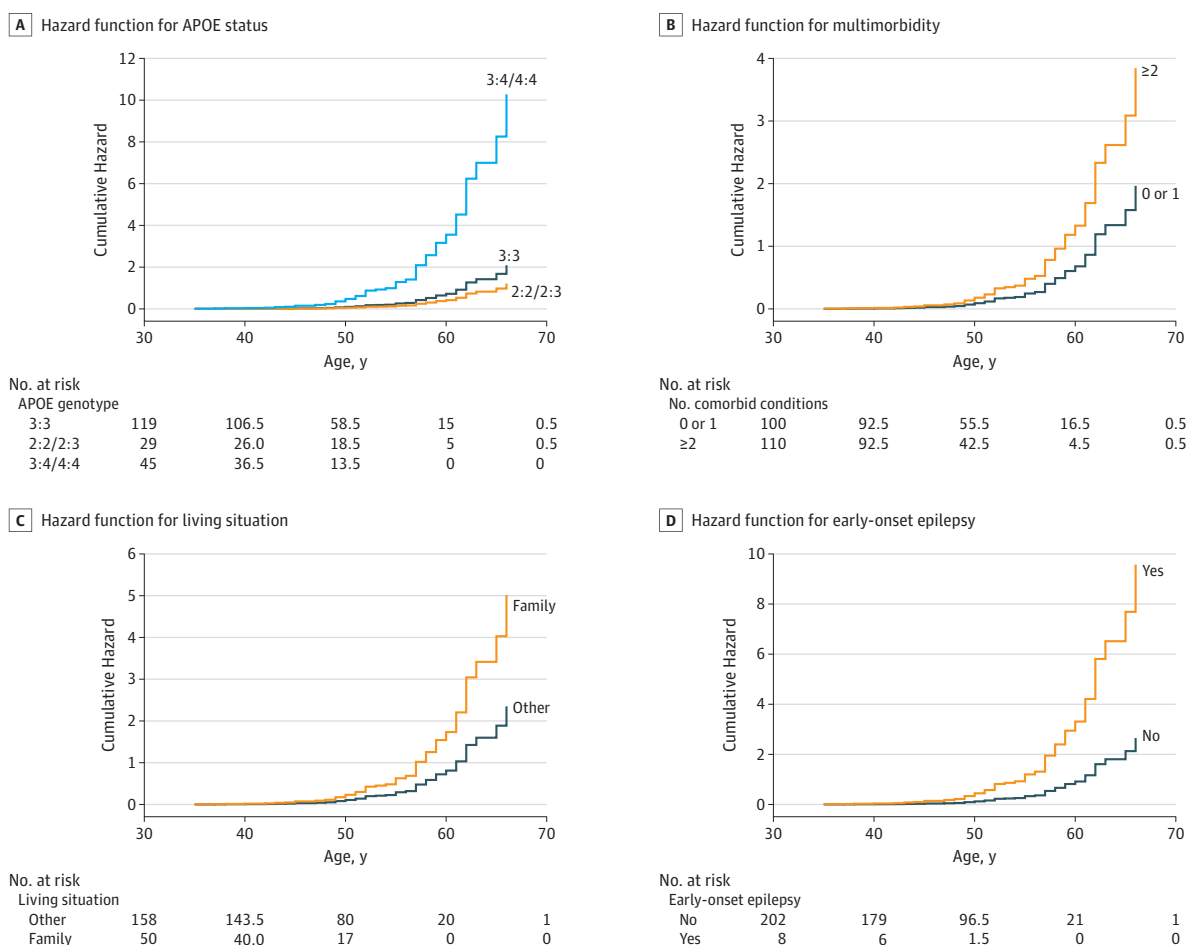 A Hazard function for APOE status
12
10
8
6
4
2
0
Cumulative Hazard
3:4/4:4
3:3
2:2/2:3
30 40 50 60 70
Age, y
No. at risk
APOE genotype
3:3 119 106.5 58.5 15 0.5
2:2/2:3 29 26.0 18.5 5 0.5
3:4/4:4 45 36.5 13.5 0 0
B Hazard function for multimorbidity
4
3
2
1
0
Cumulative Hazard
≥2
0 or 1
30 40 50 60 70
Age, y
No. at risk
No. comorbid conditions
0 or 1 100 92.5 55.5 16.5 0.5
≥2 110 92.5 42.5 4.5 0.5
C Hazard function for living situation
6
5
4
3
2
1
0
Cumulative Hazard
Family
Other
30 40 50 60 70
Age, y
No. at risk
Living situation
Other 158 143.5 80 20 1
Family 50 40.0 17 0 0
D Hazard function for early-onset epilepsy
10
8
6
4
2
0
Cumulative Hazard
Yes
No
30 40 50 60 70
Age, y
No. at risk
Early-onset epilepsy
No 202 179 96.5 21 1
Yes 8 6 1.5 0 0